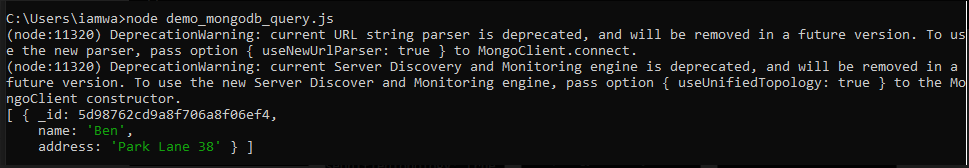 C:\Users\iamwa>node demo_mongodb_query.js
(node:11320) DeprecationWarning: current URL string parser is deprecated, and will be removed in a future version. To us
e the new parser, pass option { useNewUrlParser: true } to MongoClient.connect.
(node:11320) DeprecationWarning: current Server Discovery and Monitoring engine is deprecated, and will be removed in a
future version. To use the new Server Discover and Monitoring engine, pass option { useUnifiedTopology: true } to the Mo
ngoClient constructor.
[ { _id: 5d98762cd9a8f706a8f06ef4,
name: 'Ben',
address: 'Park Lane 38' } ]